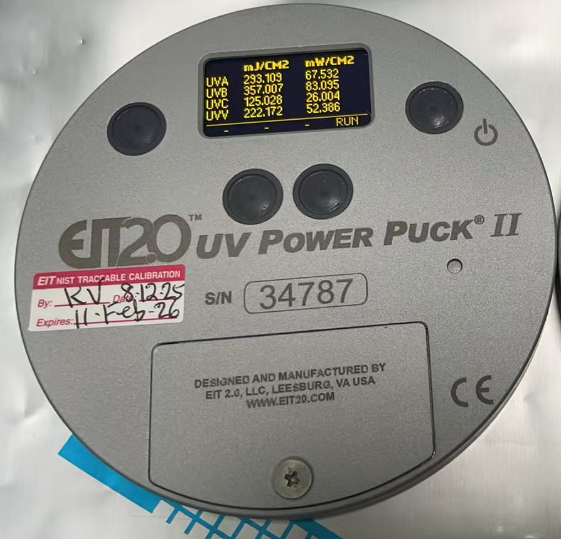 mJ/CM2 mW/CM2
UVA 293.109 67.532
UVB 357.007 83.095
UVC 125.028 26.004
UVV 222.172 52.386
- - - RUN
EIT2.0™ UV POWER PUCK® II
EIT NIST TRACEABLE CALIBRATION
By: KV Date: 8-12-25
Expires: 11-Feb-26
S/N 34787
DESIGNED AND MANUFACTURED BY
EIT 2.0, LLC, LEESBURG, VA USA
WWW.EIT20.COM
CE